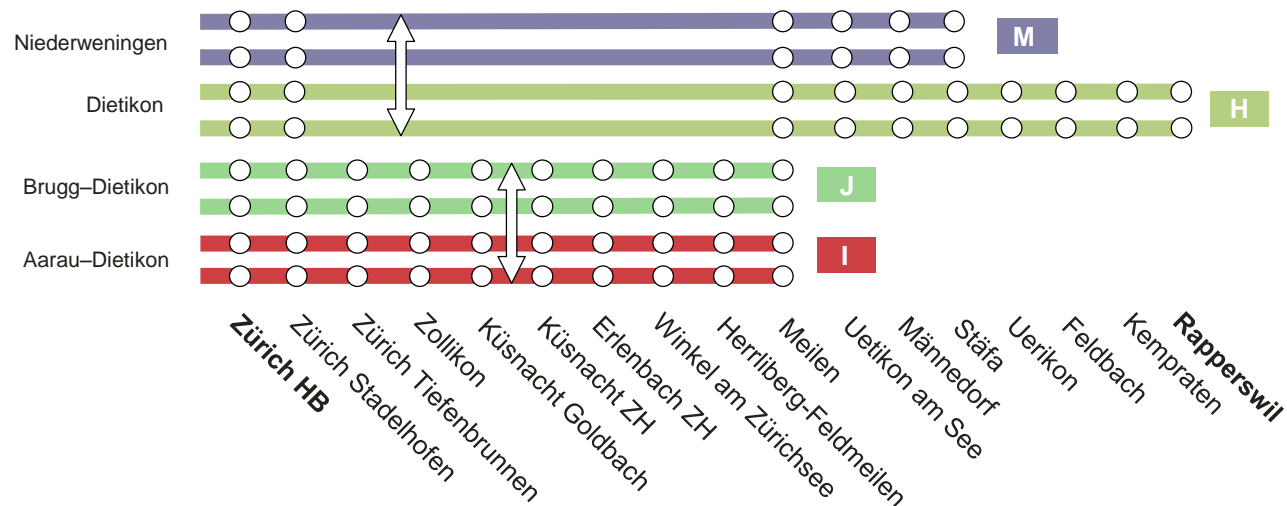 Niederweningen
M
Dietikon
H
Brugg–Dietikon
J
Aarau–Dietikon
I
Zürich HB
Zürich Stadelhofen
Zürich Tiefenbrunnen
Zollikon
Küsnacht Goldbach
Küsnacht ZH
Erlenbach ZH
Winkel am Zürichsee
Herrliberg-Feldmeilen
Meilen
Uetikon am See
Männedorf
Stäfa
Uerikon
Feldbach
Kempraten
Rapperswil